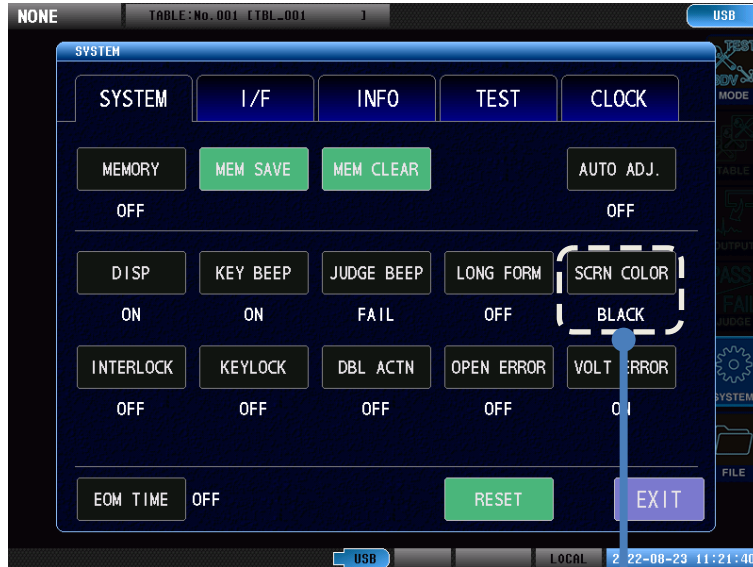 NONE
TABLE:No.001 [TBL_001 ]
USB
SYSTEM
SYSTEM I/F INFO TEST CLOCK
MEMORY MEM SAVE MEM CLEAR AUTO ADJ.
OFF OFF
DISP KEY BEEP JUDGE BEEP LONG FORM SCRN COLOR
ON ON FAIL OFF BLACK
INTERLOCK KEYLOCK DBL ACTN OPEN ERROR VOLT ERROR
OFF OFF OFF OFF
EOM TIME OFF RESET EXIT
MODE
TABLE
OUTPUT
PASS
FAIL
JUDGE
SYSTEM
FILE
USB LOCAL 2022-08-23 11:21:40